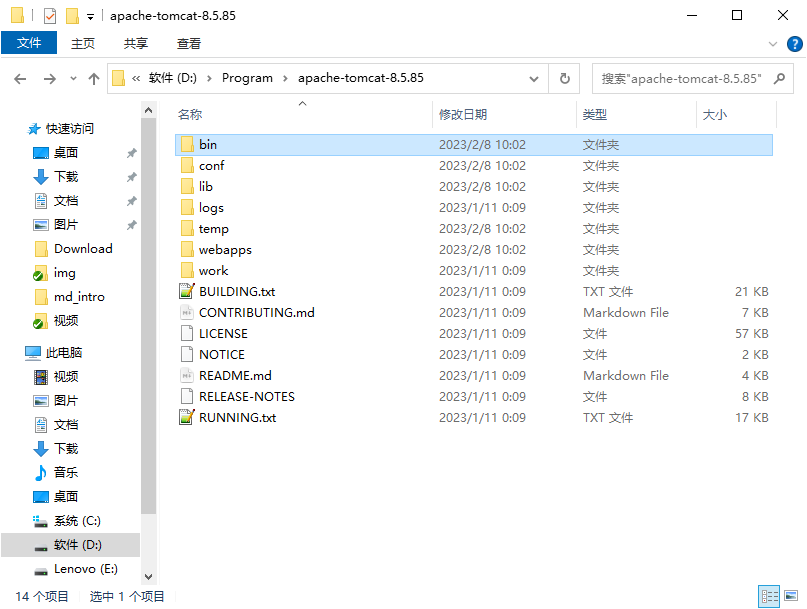 apache-tomcat-8.5.85
文件 主页 共享 查看
« 软件 (D:) › Program › apache-tomcat-8.5.85
搜索"apache-tomcat-8.5.85"
快速访问
桌面
下载
文档
图片
Download
img
md_intro
视频
此电脑
视频
图片
文档
下载
音乐
桌面
系统 (C:)
软件 (D:)
Lenovo (E:)
名称 修改日期 类型 大小
bin 2023/2/8 10:02 文件夹
conf 2023/2/8 10:02 文件夹
lib 2023/2/8 10:02 文件夹
logs 2023/1/11 0:09 文件夹
temp 2023/2/8 10:02 文件夹
webapps 2023/2/8 10:02 文件夹
work 2023/1/11 0:09 文件夹
BUILDING.txt 2023/1/11 0:09 TXT 文件 21 KB
CONTRIBUTING.md 2023/1/11 0:09 Markdown File 7 KB
LICENSE 2023/1/11 0:09 文件 57 KB
NOTICE 2023/1/11 0:09 文件 2 KB
README.md 2023/1/11 0:09 Markdown File 4 KB
RELEASE-NOTES 2023/1/11 0:09 文件 8 KB
RUNNING.txt 2023/1/11 0:09 TXT 文件 17 KB
14 个项目 选中 1 个项目